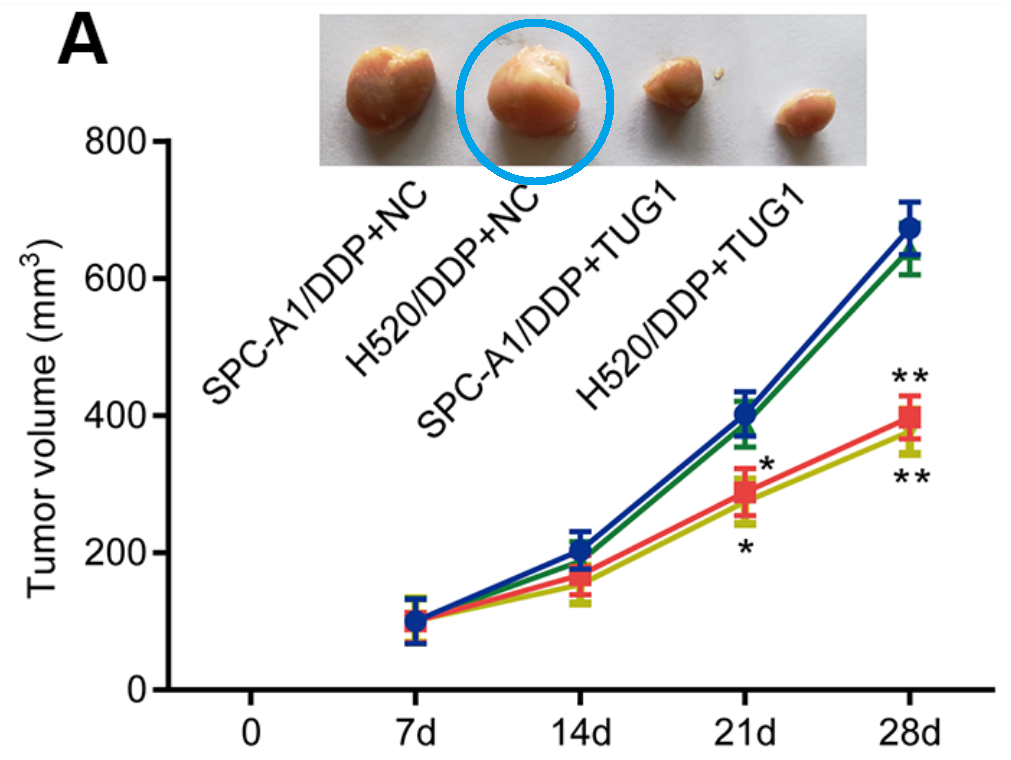 A
SPC-A1/DDP+NC
H520/DDP+NC
SPC-A1/DDP+TUG1
H520/DDP+TUG1
Tumor volume (mm³)
800
600
400
200
0
**
**
*
*
0 7d 14d 21d 28d